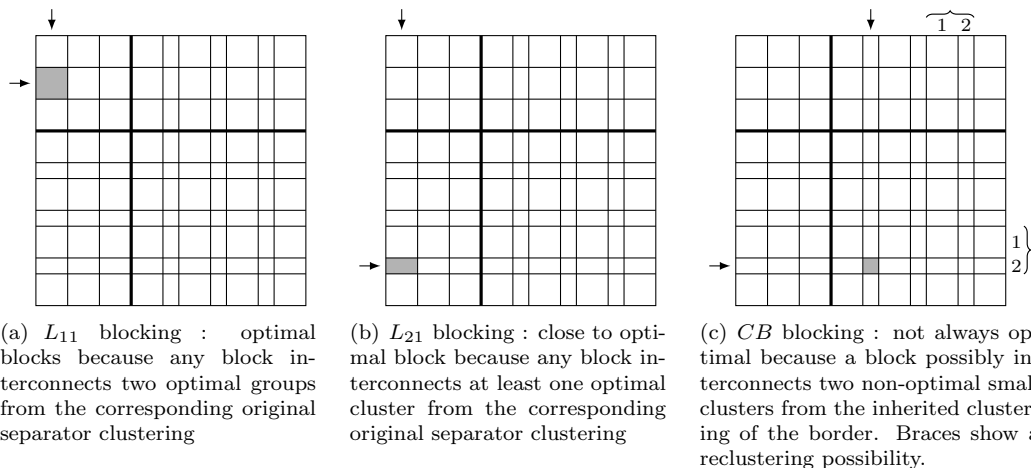 1 2
1
2
(a) L11 blocking : optimal
blocks because any block in-
terconnects two optimal groups
from the corresponding original
separator clustering
(b) L21 blocking : close to opti-
mal block because any block in-
terconnects at least one optimal
cluster from the corresponding
original separator clustering
(c) CB blocking : not always op
timal because a block possibly in
terconnects two non-optimal smal
clusters from the inherited cluster
ing of the border. Braces show a
reclustering possibility.